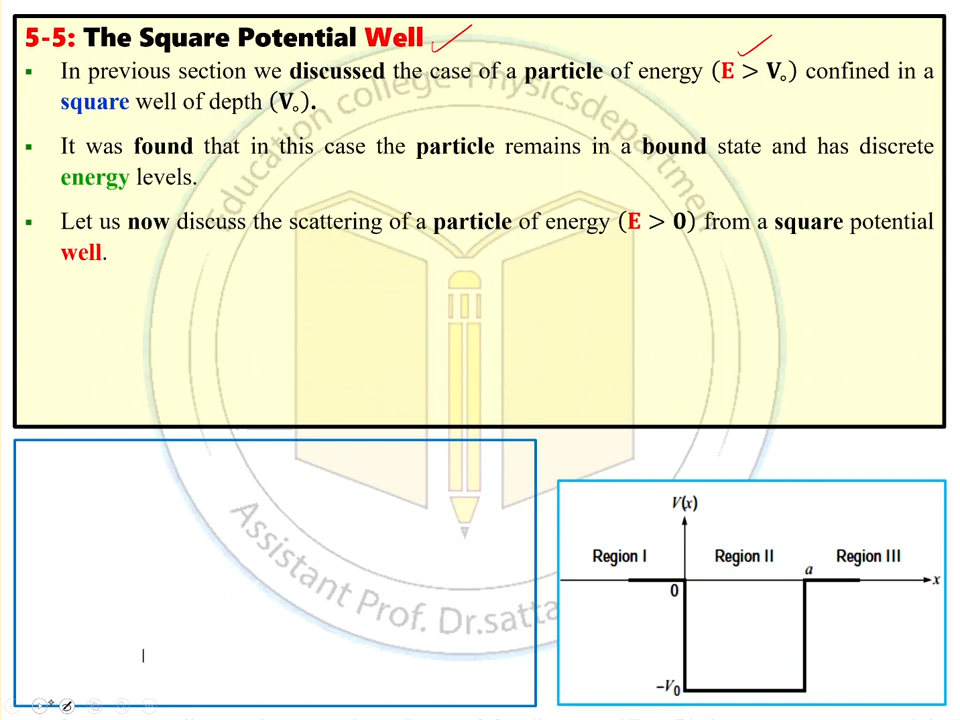 5-5: The Square Potential Well
▪ In previous section we discussed the case of a particle of energy (E > V∘) confined in a
square well of depth (V∘).
▪ It was found that in this case the particle remains in a bound state and has discrete
energy levels.
▪ Let us now discuss the scattering of a particle of energy (E > 0) from a square potential
well.
Education college Physicsdepartment
Assistant Prof. Dr.satta
V(x)
Region I Region II Region III
a
x
0
−V0